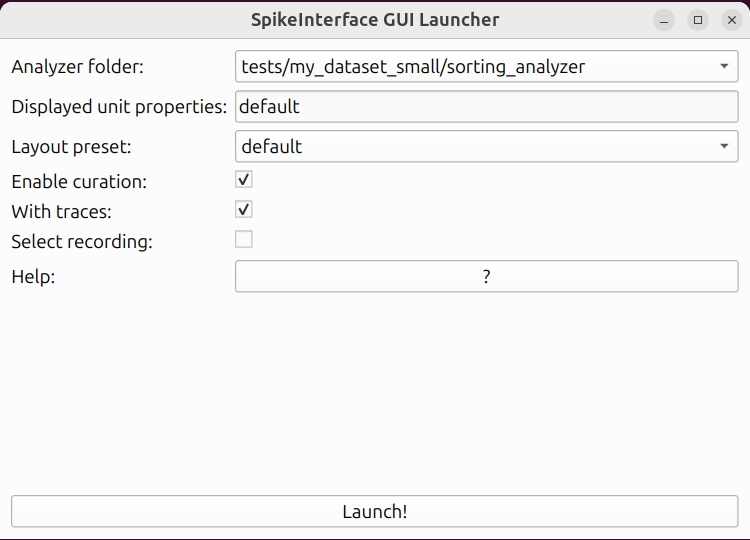 SpikeInterface GUI Launcher
Analyzer folder: tests/my_dataset_small/sorting_analyzer
Displayed unit properties: default
Layout preset: default
Enable curation:
With traces:
Select recording:
Help: ?
Launch!